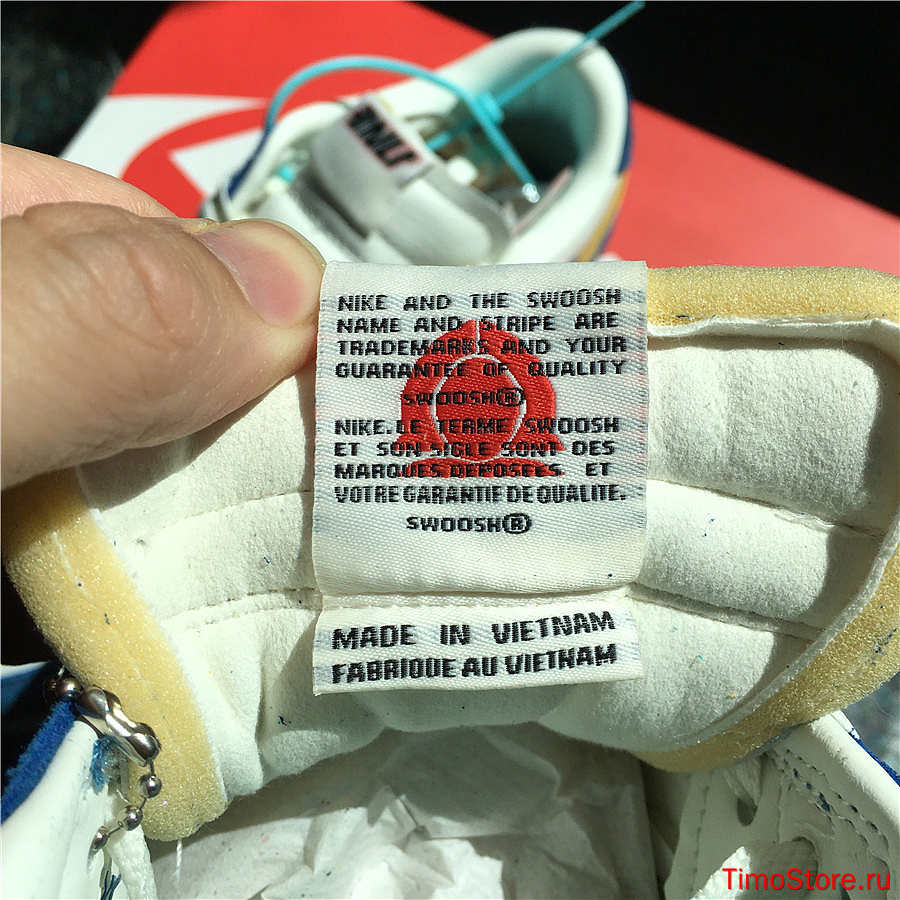 NIKE AND THE SWOOSH
NAME AND STRIPE ARE
TRADEMARKS AND YOUR
GUARANTEE OF QUALITY
SWOOSH®
NIKE.LE TERME SWOOSH
ET SON SIGLE SONT DES
MARQUES DEPOSEES ET
VOTRE GARANTIE DE QUALITE.
SWOOSH®
MADE IN VIETNAM
FABRIQUE AU VIETNAM
TimoStore.ru